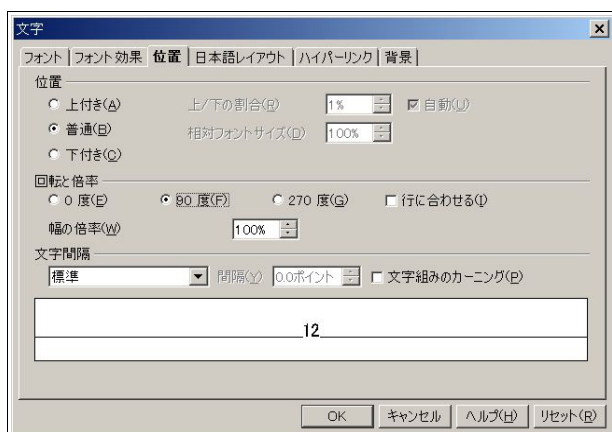 文字
フォント フォント効果 位置 日本語レイアウト ハイパーリンク 背景
位置
上付き(A) 上/下の割合(R) 1% 自動(U)
普通(B) 相対フォントサイズ(D) 100%
下付き(C)
回転と倍率
0 度(E) 90 度(F) 270 度(G) 行に合わせる(I)
幅の倍率(W) 100%
文字間隔
標準 間隔(Y) 0.0ポイント 文字組みのカーニング(P)
12
OK キャンセル ヘルプ(H) リセット(R)